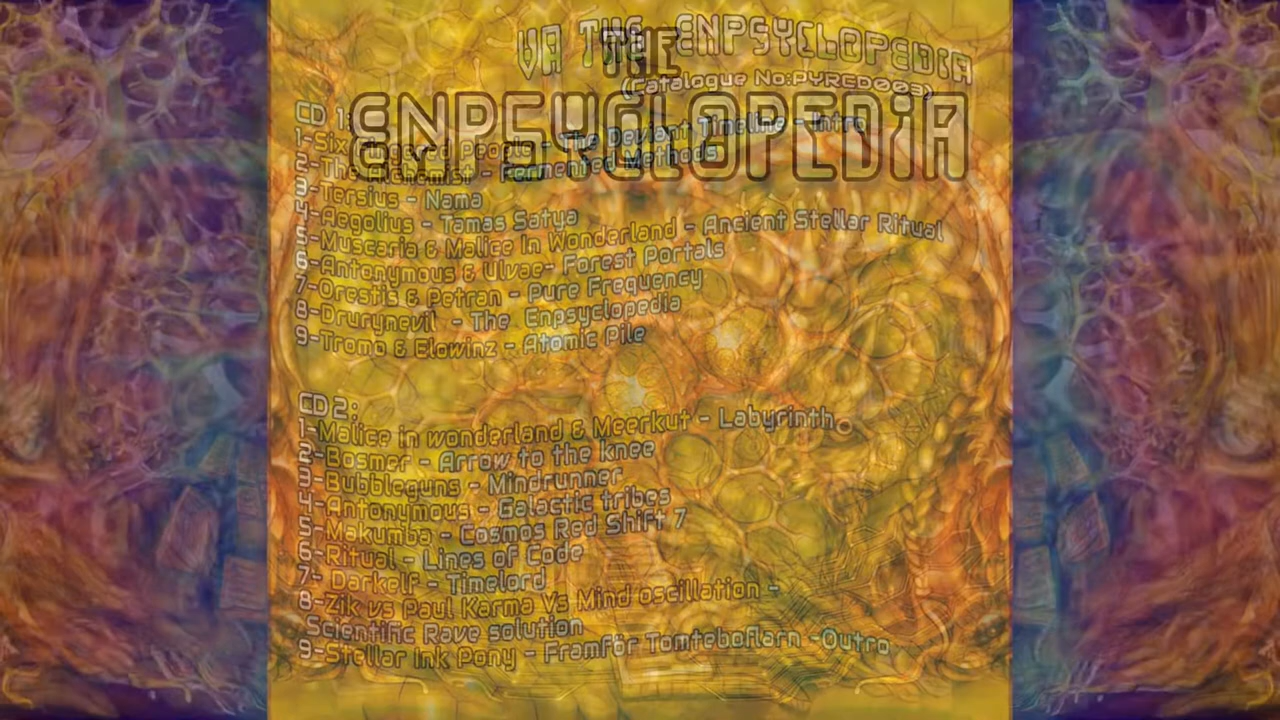 VA THE ENPSYCLOPEDIA
THE
(Catalogue No:PYRCD003)
ENPSYCLOPEDIA
CD 1:
1-Six Fingered People - The Deviant Timeline - Intro
2-The Alchemist - Fermented Methods
3-Tersius - Nama
4-Aegolius - Tamas Satya
5-Muscaria & Malice In Wonderland - Ancient Stellar Ritual
6-Antonymous & Ulvae- Forest Portals
7-Orestis & Petran - Pure Frequency
8-Drurynevil - The Enpsyclopedia
9-Tromo & Elowinz - Atomic Pile
CD 2:
1-Malice in wonderland & Meerkut - Labyrinth
2-Bosmer - Arrow to the knee
3-Bubbleguns - Mindrunner
4-Antonymous - Galactic tribes
5-Makumba - Cosmos Red Shift 7
6-Ritual - Lines of Code
7- Darkelf - Timelord
8-Zik vs Paul Karma Vs Mind oscillation -
Scientific Rave solution
9-Stellar ink Pony - Framför Tomteboflarn -Outro